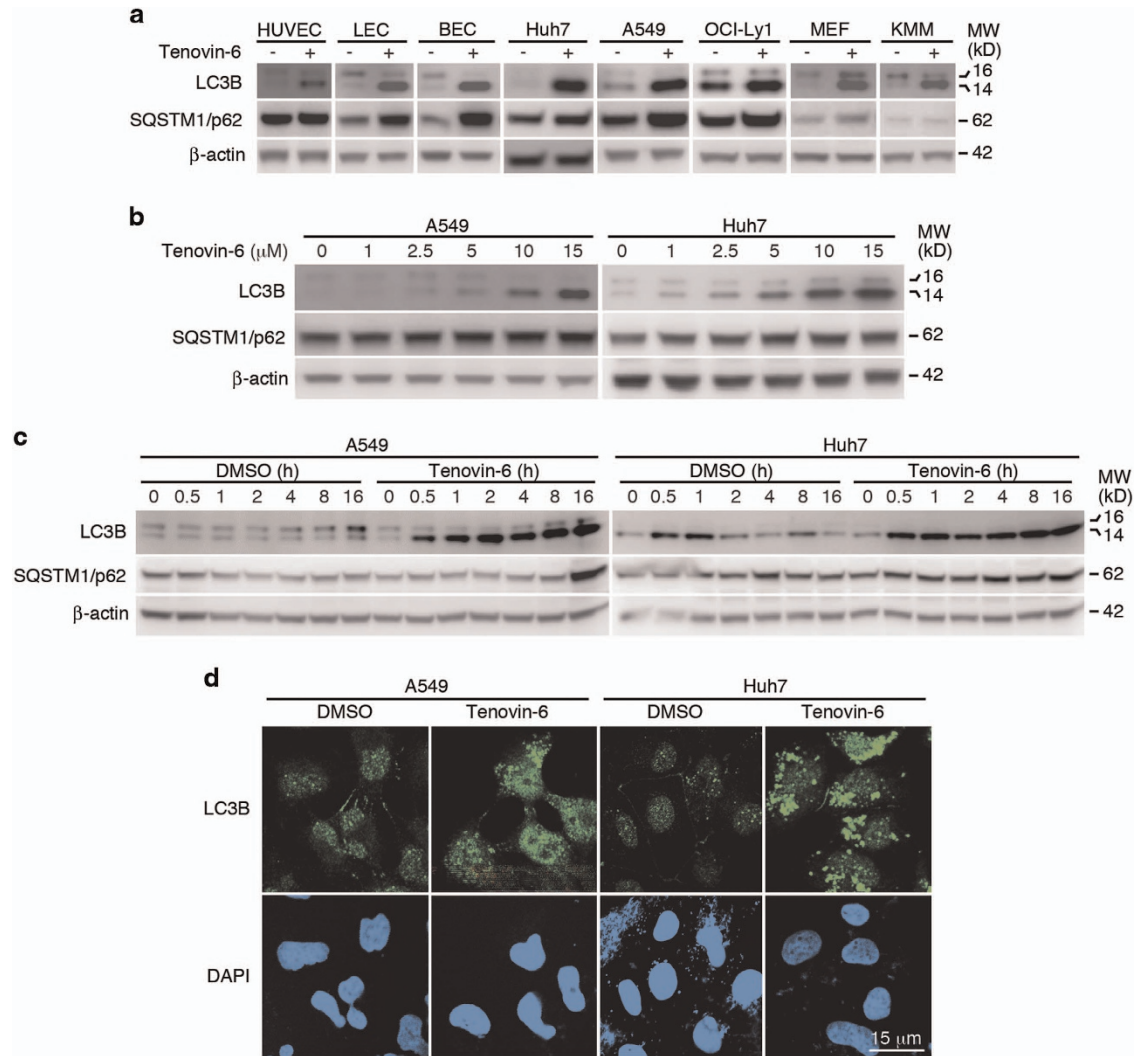 a
HUVEC LEC BEC Huh7 A549 OCI-Ly1 MEF KMM MW (kD)
Tenovin-6 - + - + - + - + - + - + - + - +
LC3B 16 14
SQSTM1/p62 62
β-actin 42
b
A549 Huh7 MW (kD)
Tenovin-6 (μM) 0 1 2.5 5 10 15 0 1 2.5 5 10 15
LC3B 16 14
SQSTM1/p62 62
β-actin 42
c
A549 Huh7
DMSO (h) Tenovin-6 (h) DMSO (h) Tenovin-6 (h) MW (kD)
0 0.5 1 2 4 8 16 0 0.5 1 2 4 8 16 0 0.5 1 2 4 8 16 0 0.5 1 2 4 8 16
LC3B 16 14
SQSTM1/p62 62
β-actin 42
d
A549 Huh7
DMSO Tenovin-6 DMSO Tenovin-6
LC3B
DAPI
15 μm